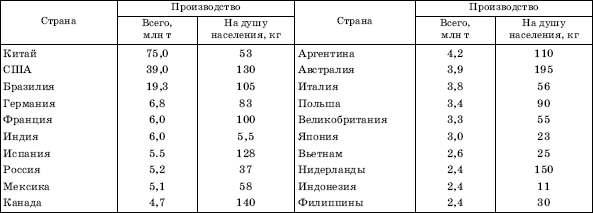 Страна Производство Страна Производство
Всего, млн т На душу населения, кг Всего, млн т На душу населения, кг
Китай 75,0 53 Аргентина 4,2 110
США 39,0 130 Австралия 3,9 195
Бразилия 19,3 105 Италия 3,8 56
Германия 6,8 83 Польша 3,4 90
Франция 6,0 100 Великобритания 3,3 55
Индия 6,0 5,5 Япония 3,0 23
Испания 5.5 128 Вьетнам 2,6 25
Россия 5,2 37 Нидерланды 2,4 150
Мексика 5,1 58 Индонезия 2,4 11
Канада 4,7 140 Филиппины 2,4 30